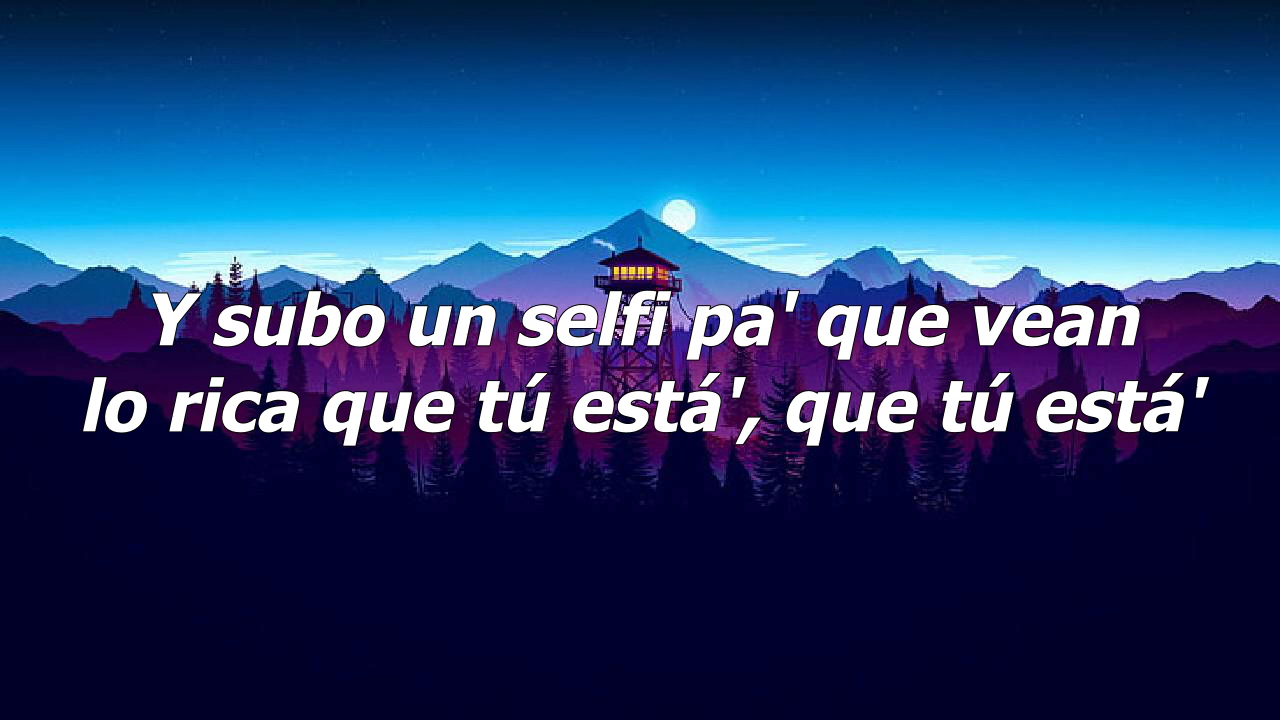 Y subo un selfi pa' que vean
lo rica que tú está', que tú está'